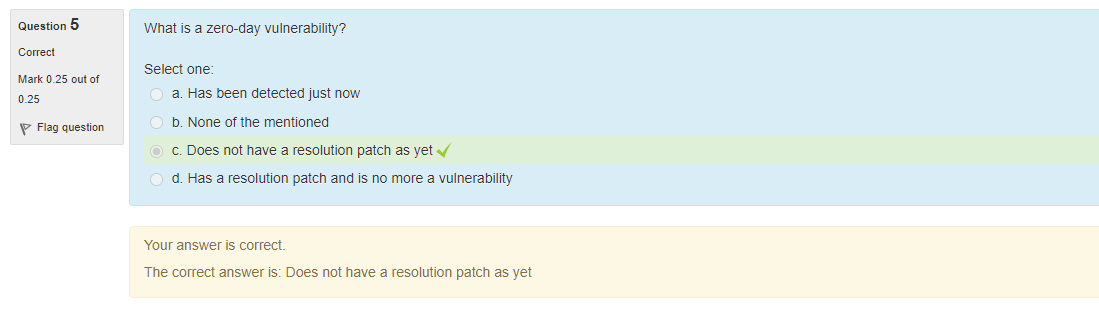 Question 5
Correct
Mark 0.25 out of
0.25
Flag question
What is a zero-day vulnerability?
Select one:
a. Has been detected just now
b. None of the mentioned
c. Does not have a resolution patch as yet
d. Has a resolution patch and is no more a vulnerability
Your answer is correct.
The correct answer is: Does not have a resolution patch as yet